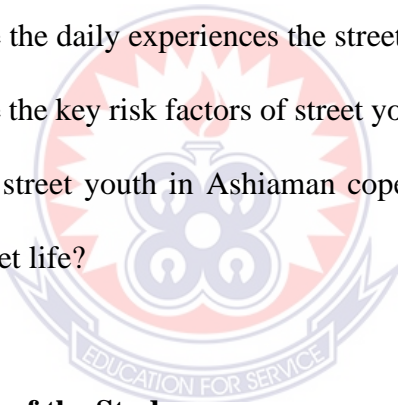 the daily experiences the street
the key risk factors of street yo
street youth in Ashiaman cope
et life?
EDUCATION FOR SERVICE
of the Stud